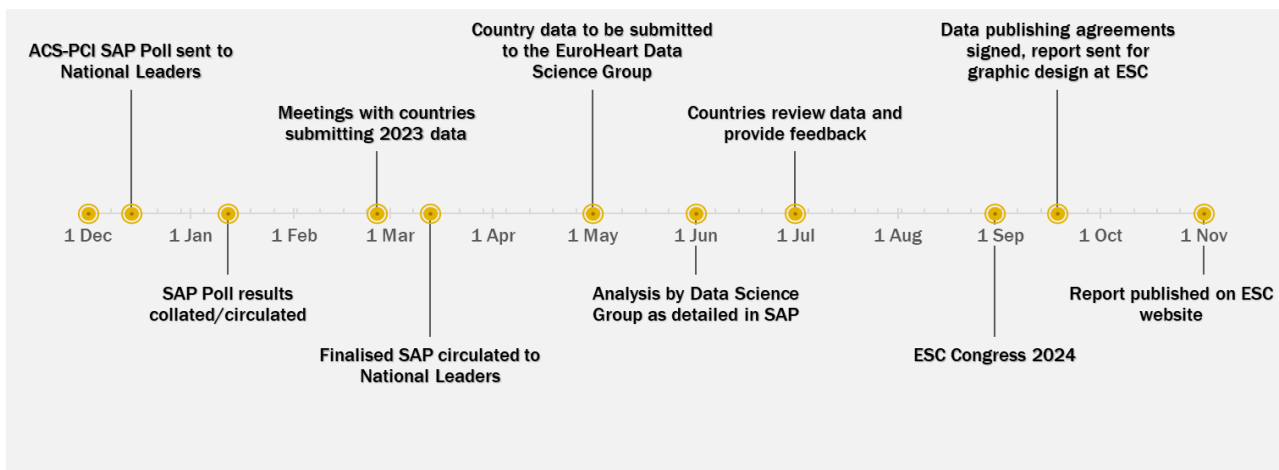 ACS-PCI SAP Poll sent to
National Leaders
Country data to be submitted
to the EuroHeart Data
Science Group
Data publishing agreements
signed, report sent for
graphic design at ESC
Meetings with countries
submitting 2023 data
Countries review data and
provide feedback
1 Dec
1 Jan
1 Feb
1 Mar
1 Apr
1 May
1 Jun
1 Jul
1 Aug
1 Sep
1 Oct
1 Nov
SAP Poll results
collated/circulated
Analysis by Data Science
Group as detailed in SAP
Report published on ESC
website
Finalised SAP circulated to
National Leaders
ESC Congress 2024